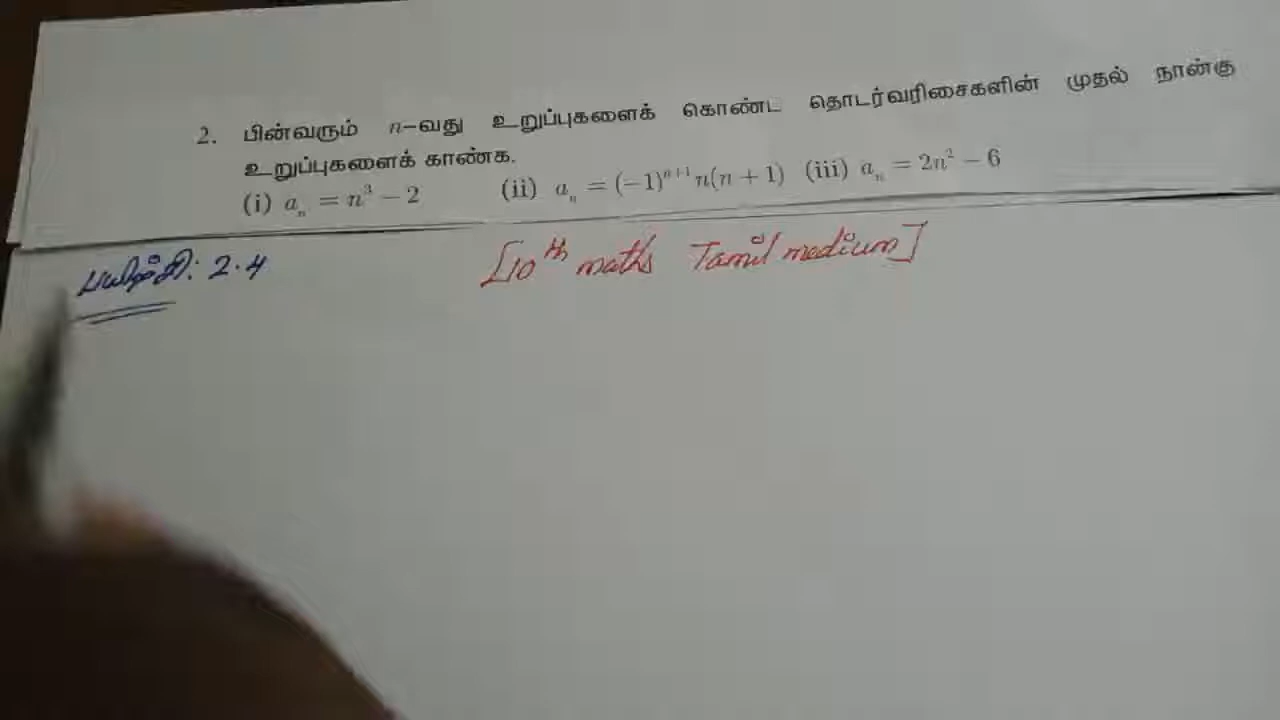 2. பின்வரும் n-வது உறுப்புகளைக் கொண்ட தொடர்வரிசைகளின் முதல் நான்கு
உறுப்புகளைக் காண்க.
(i) aₙ = n³ − 2 (ii) aₙ = (−1)ⁿ⁺¹ n(n + 1) (iii) aₙ = 2n² − 6
பயிற்சி: 2.4 [10th maths Tamil medium]